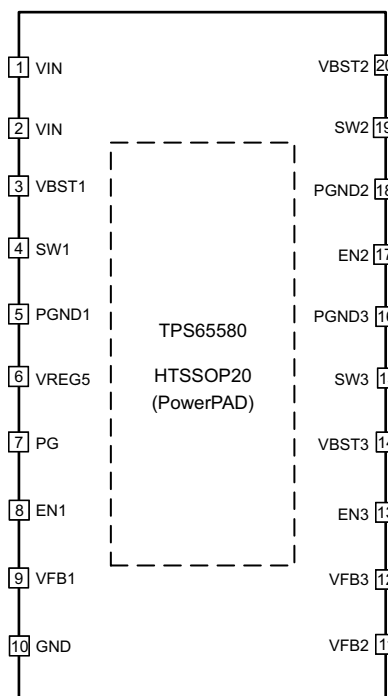 1 VIN
2 VIN
3 VBST1
4 SW1
5 PGND1
6 VREG5
7 PG
8 EN1
9 VFB1
10 GND
TPS65580
HTSSOP20
(PowerPAD)
VBST2 20
SW2 19
PGND2 18
EN2 17
PGND3 16
SW3
VBST3 14
EN3 13
VFB3 12
VFB2 11